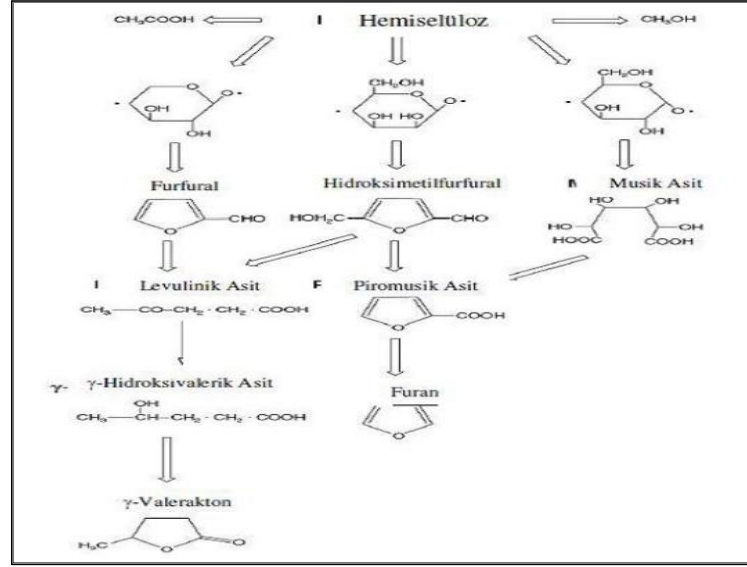 CH₃COOH I Hemiselüloz CH₃OH
CH₂OH CH₂OH
O O O
O O O
OH OH HO OH
OH OH
Furfural Hidroksimetilfurfural Musik Asit
HO OH
CHO HOH₂C CHO HO OH
O O HOOC COOH
I Levulinik Asit F Piromusik Asit
CH₃—CO—CH₂·CH₂·COOH COOH
O
γ- γ-Hidroksivalerik Asit Furan
OH
CH₃—CH—CH₂·CH₂·COOH O
γ-Valerakton
H₃C O O